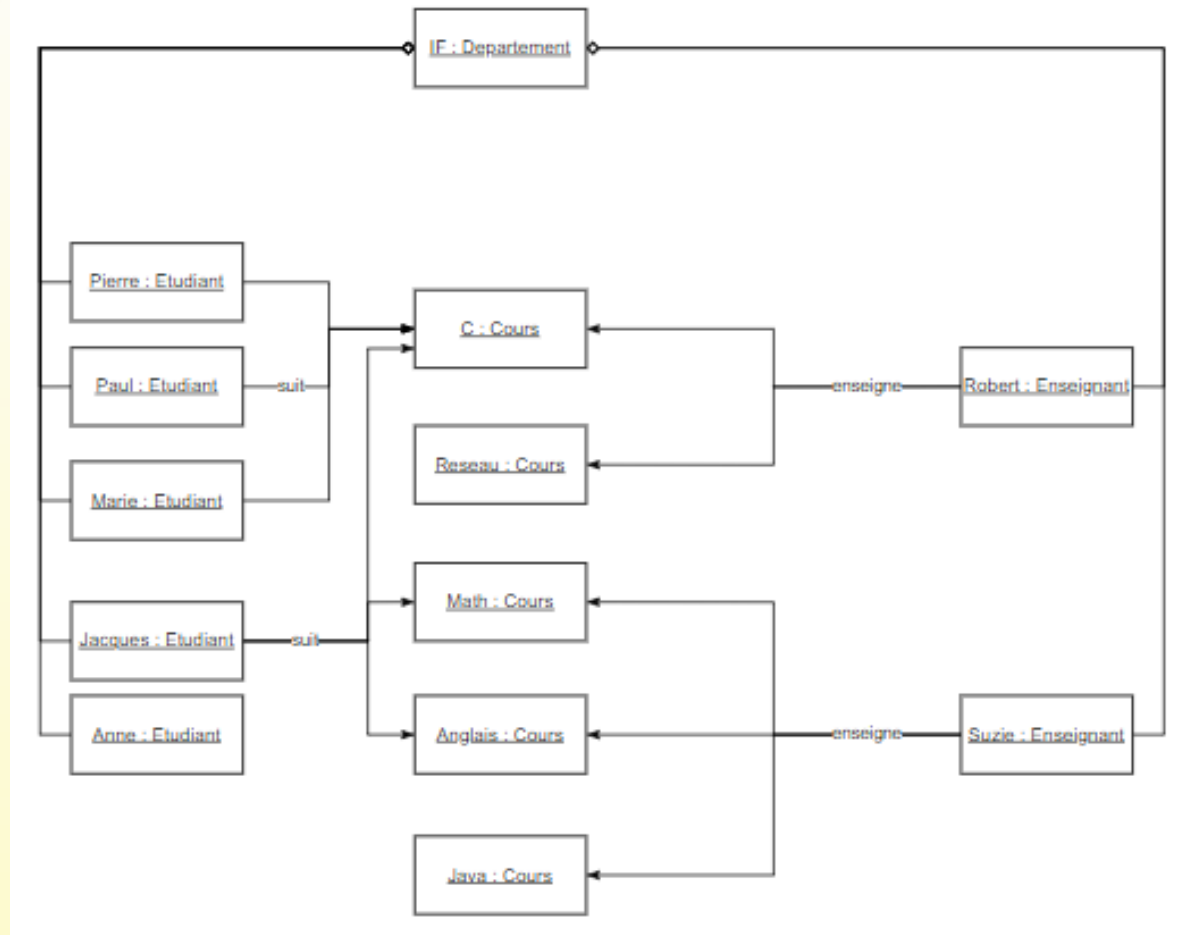 IF : Departement
Pierre : Etudiant
C : Cours
Paul : Etudiant
suit
enseigne
Robert : Enseignant
Reseau : Cours
Marie : Etudiant
Math : Cours
Jacques : Etudiant
suit
Anne : Etudiant
Anglais : Cours
enseigne
Suzie : Enseignant
Java : Cours